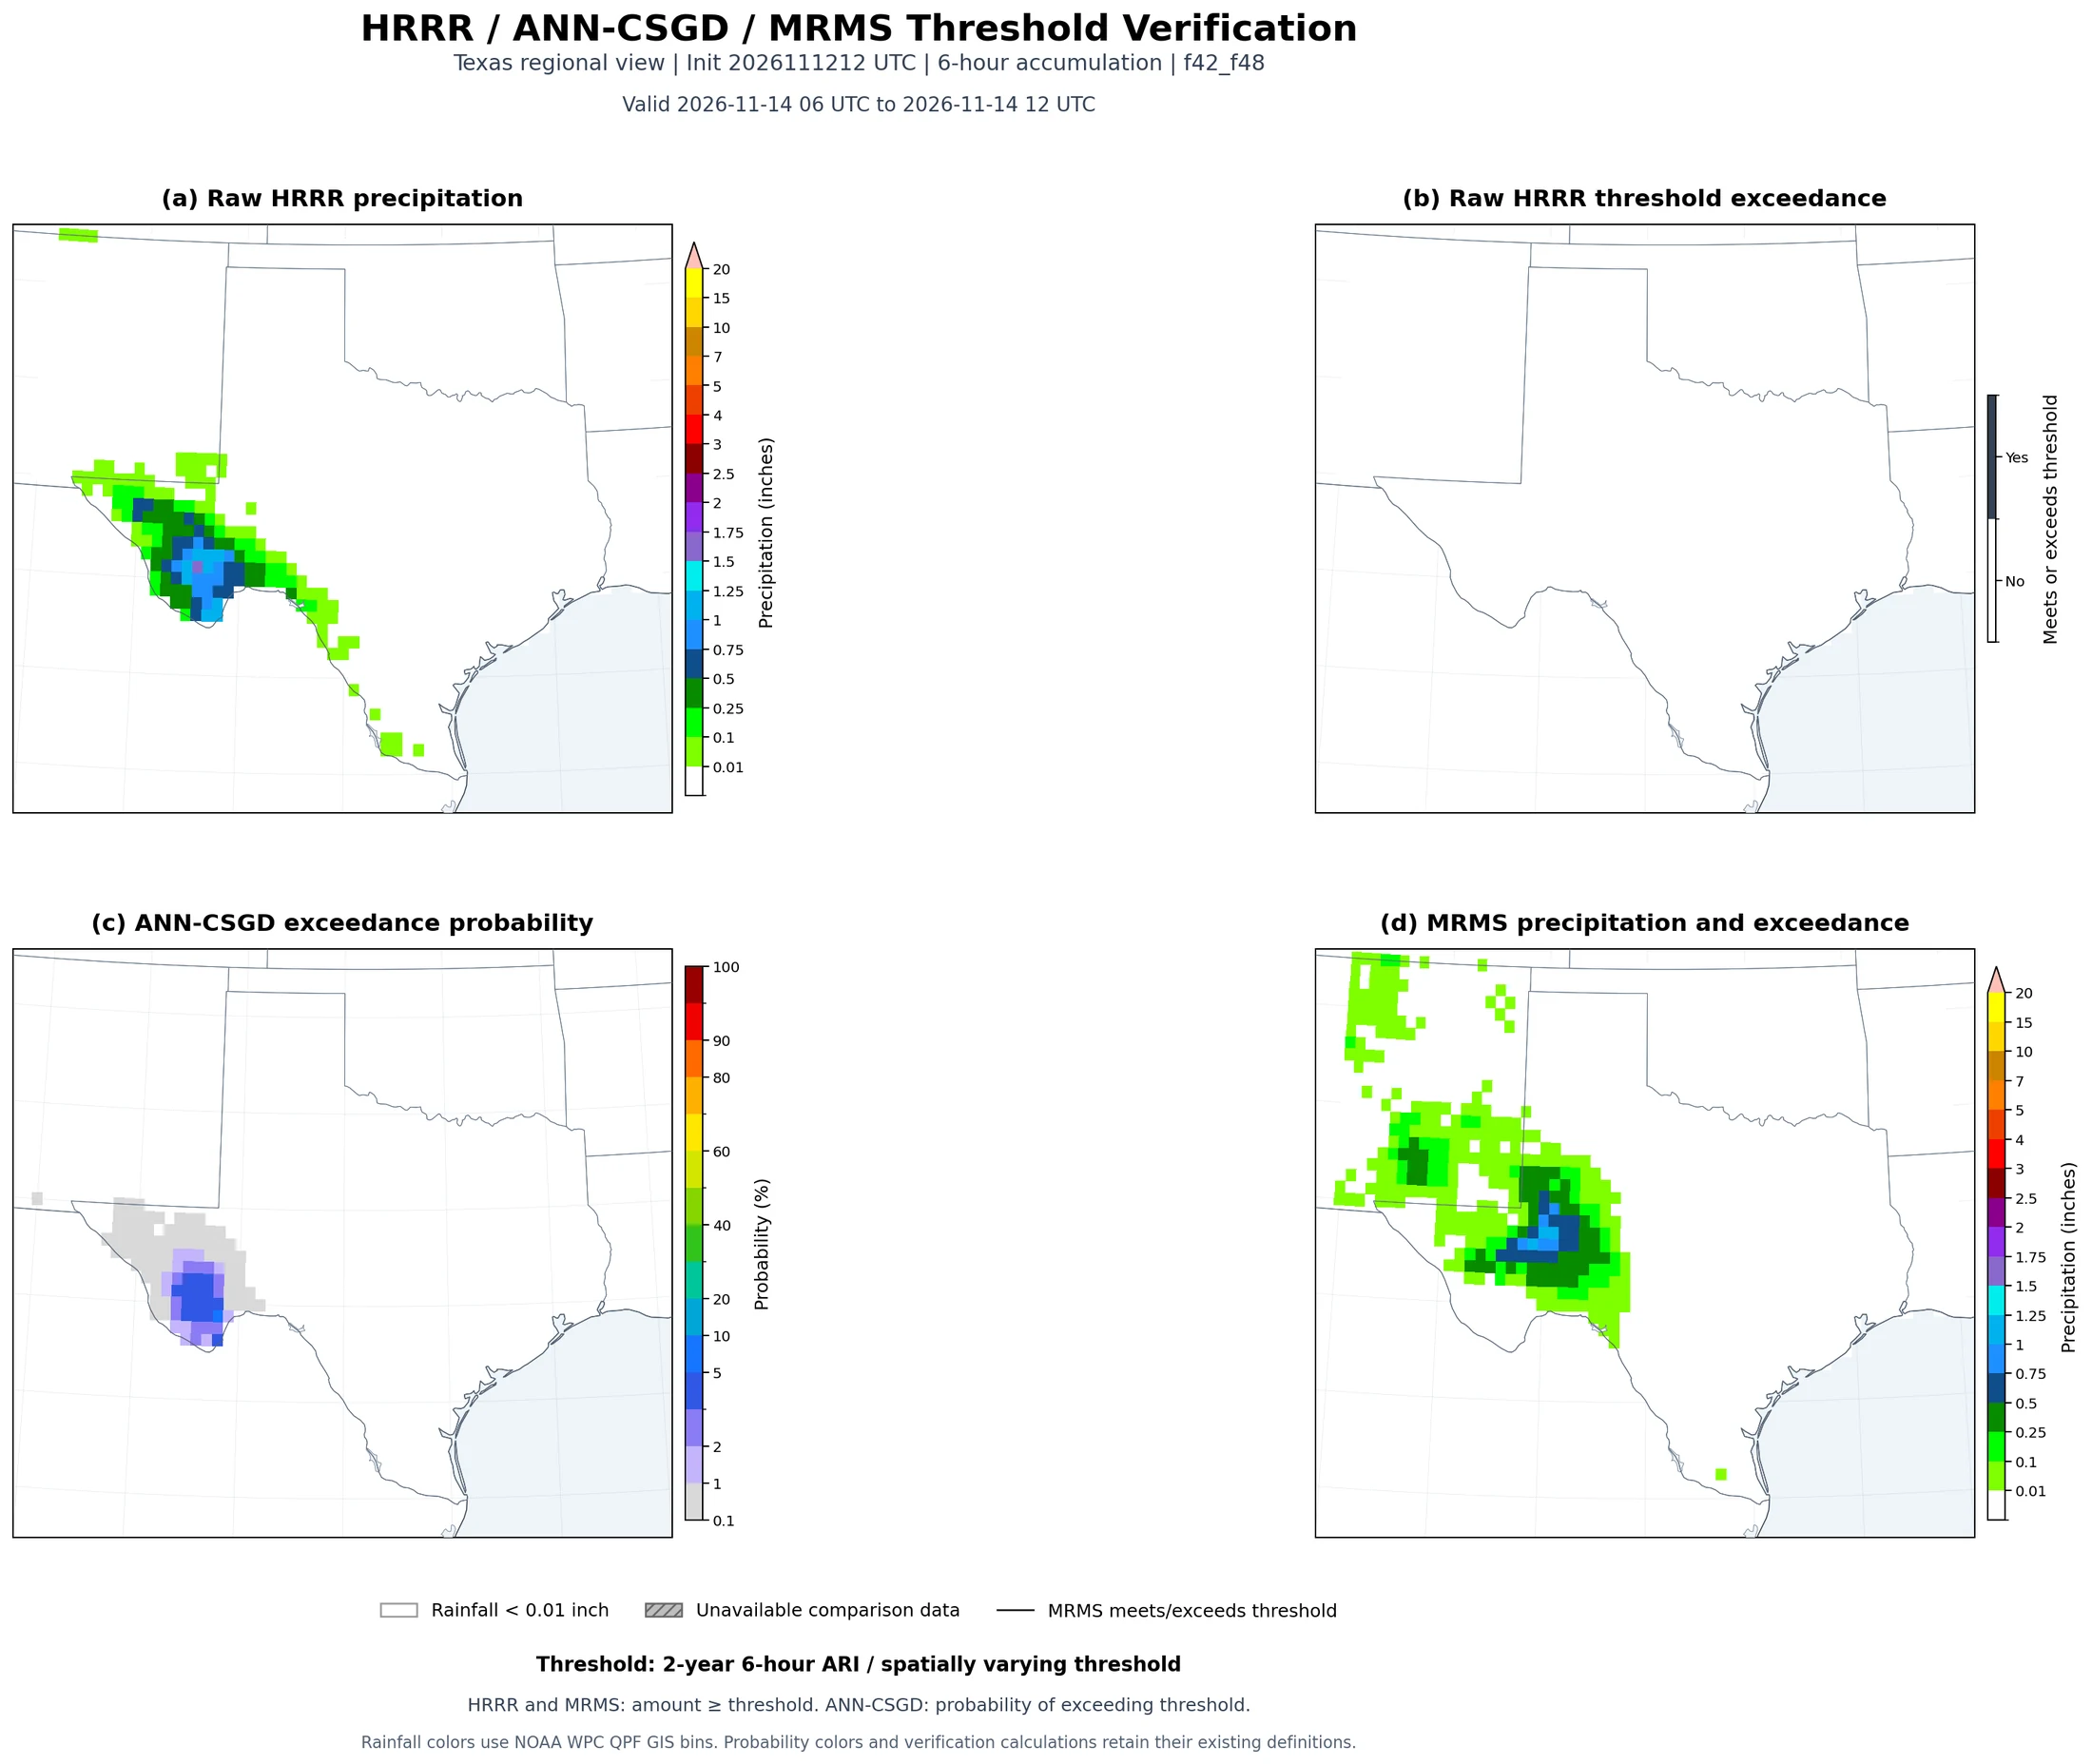 HRRR / ANN-CSGD / MRMS Threshold Verification
Texas regional view | Init 2026111212 UTC | 6-hour accumulation | f42_f48
Valid 2026-11-14 06 UTC to 2026-11-14 12 UTC
(a) Raw HRRR precipitation
20
15
10
7
5
4
3
2.5
2
1.75
1.5
1.25
1
0.75
0.5
0.25
0.1
0.01
Precipitation (inches)
(b) Raw HRRR threshold exceedance
Yes
No
Meets or exceeds threshold
(c) ANN-CSGD exceedance probability
100
90
80
60
40
20
10
5
2
1
0.1
Probability (%)
(d) MRMS precipitation and exceedance
20
15
10
7
5
4
3
2.5
2
1.75
1.5
1.25
1
0.75
0.5
0.25
0.1
0.01
Precipitation (inches)
Rainfall < 0.01 inch
Unavailable comparison data
MRMS meets/exceeds threshold
Threshold: 2-year 6-hour ARI / spatially varying threshold
HRRR and MRMS: amount ≥ threshold. ANN-CSGD: probability of exceeding threshold.
Rainfall colors use NOAA WPC QPF GIS bins. Probability colors and verification calculations retain their existing definitions.